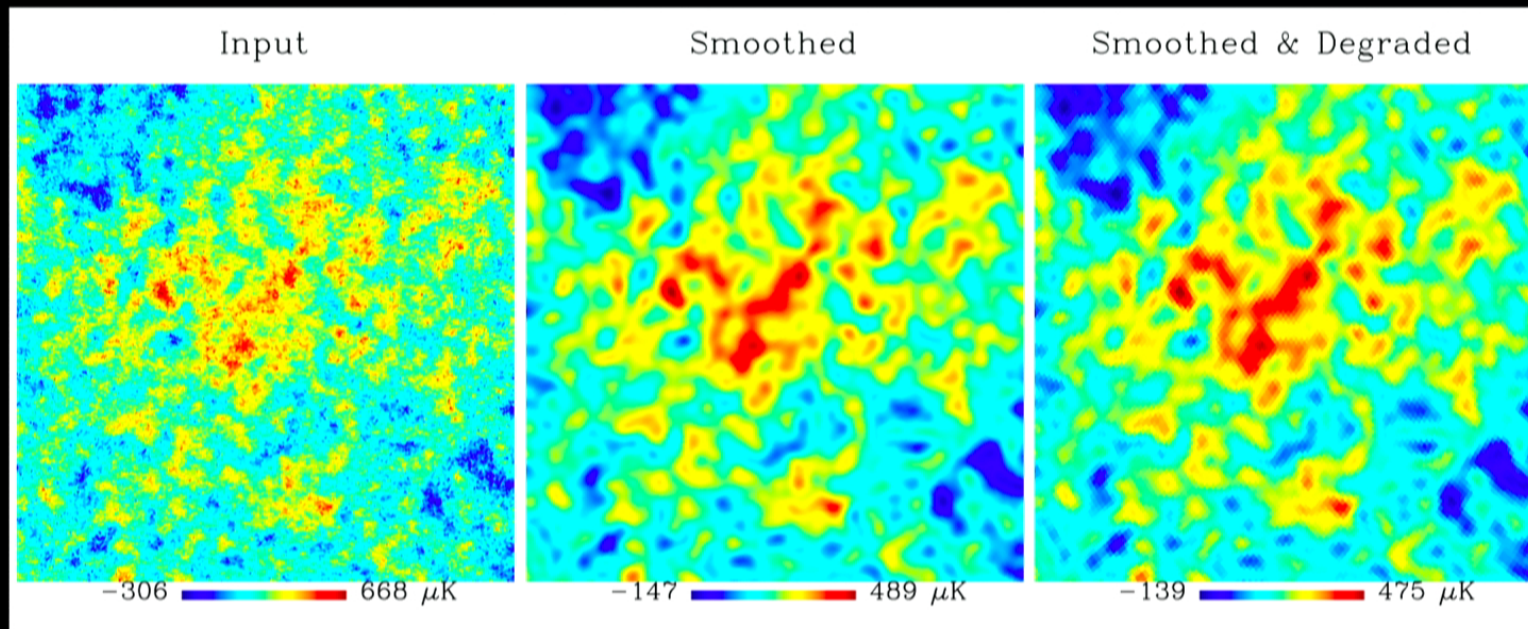 Input
Smoothed
Smoothed & Degraded
−306 668 μK
−147 489 μK
−139 475 μK